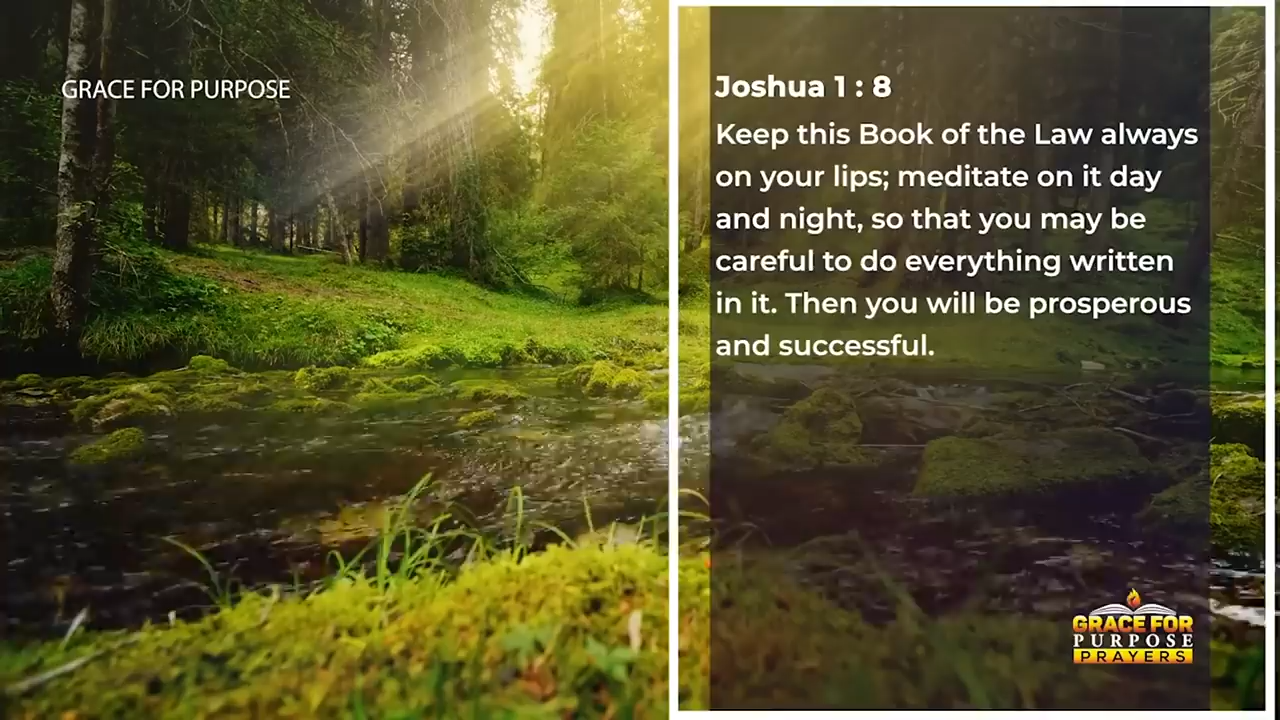 GRACE FOR PURPOSE
Joshua 1 : 8
Keep this Book of the Law always
on your lips; meditate on it day
and night, so that you may be
careful to do everything written
in it. Then you will be prosperous
and successful.
GRACE FOR
PURPOSE
PRAYERS